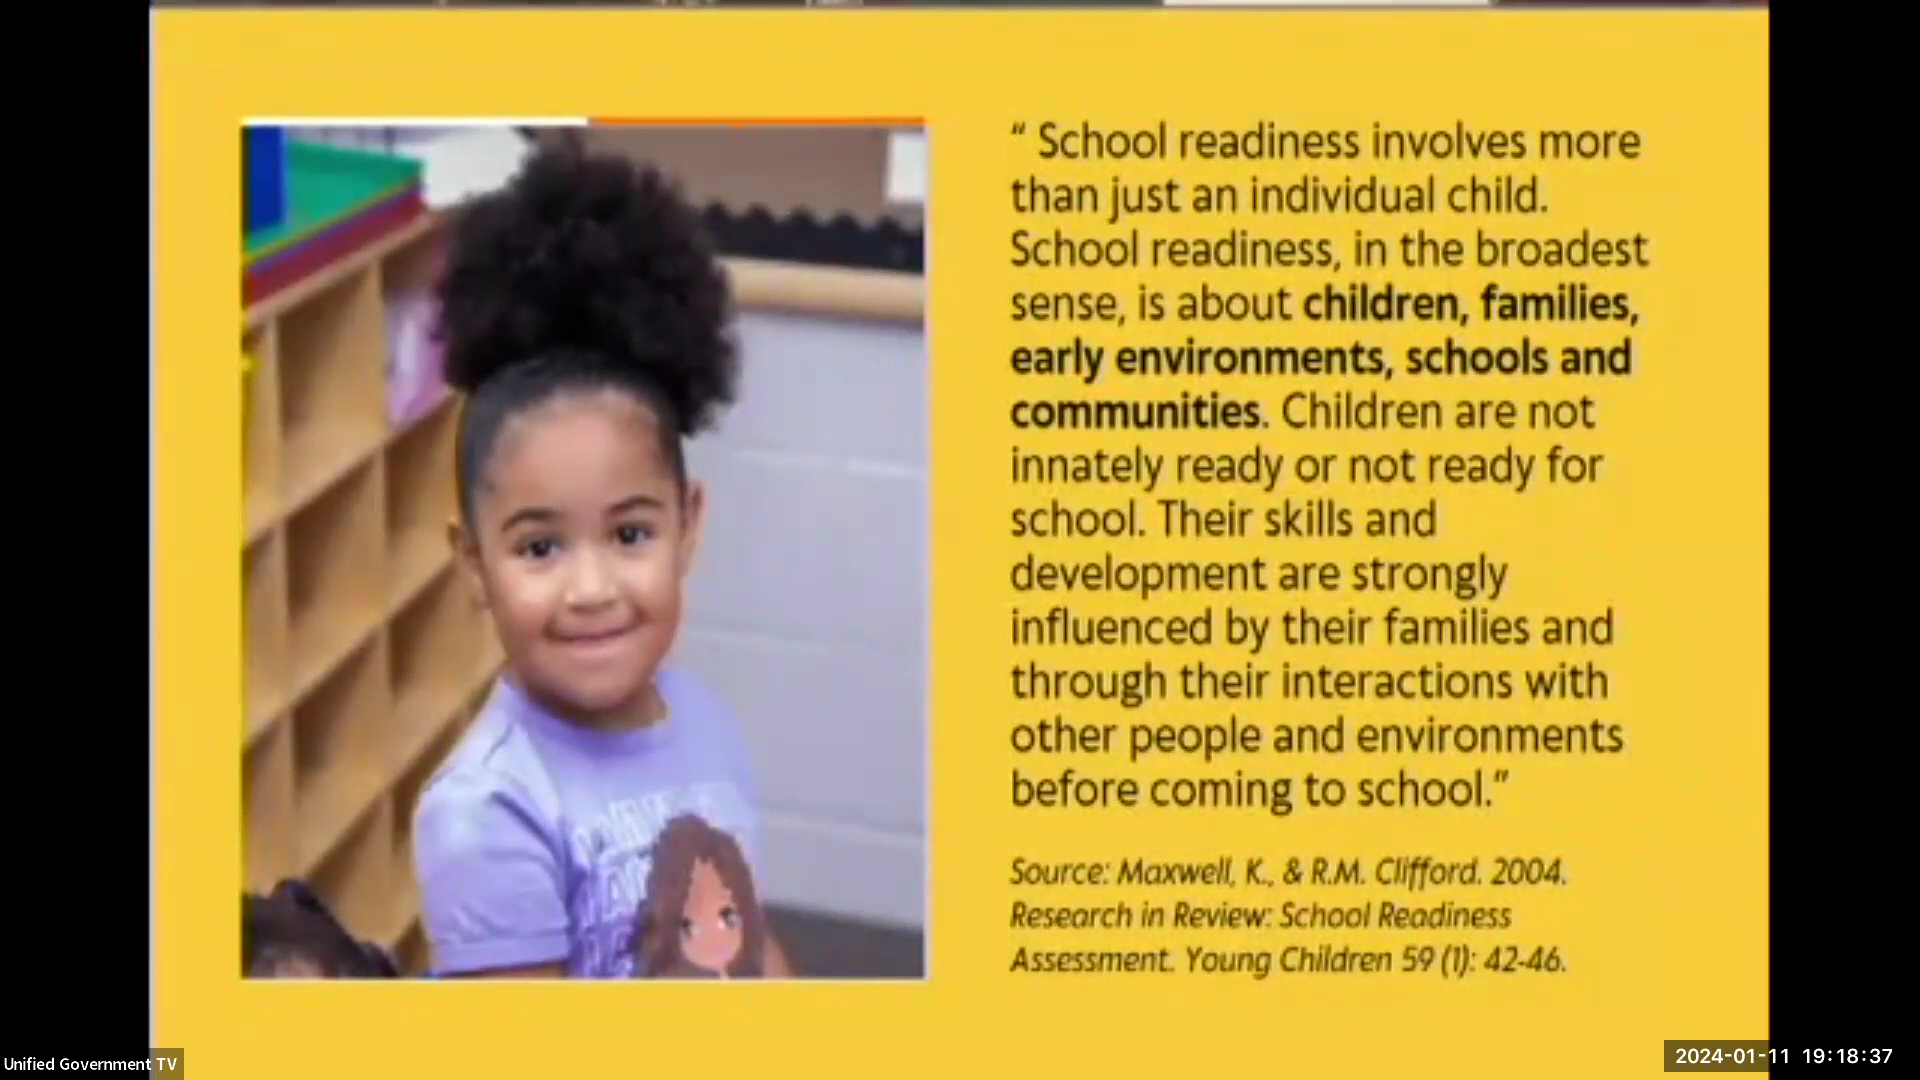 “ School readiness involves more
than just an individual child.
School readiness, in the broadest
sense, is about children, families,
early environments, schools and
communities. Children are not
innately ready or not ready for
school. Their skills and
development are strongly
influenced by their families and
through their interactions with
other people and environments
before coming to school.”
Source: Maxwell, K., & R.M. Clifford. 2004.
Research in Review: School Readiness
Assessment. Young Children 59 (1): 42-46.
Unified Government TV
2024-01-11 19:18:37